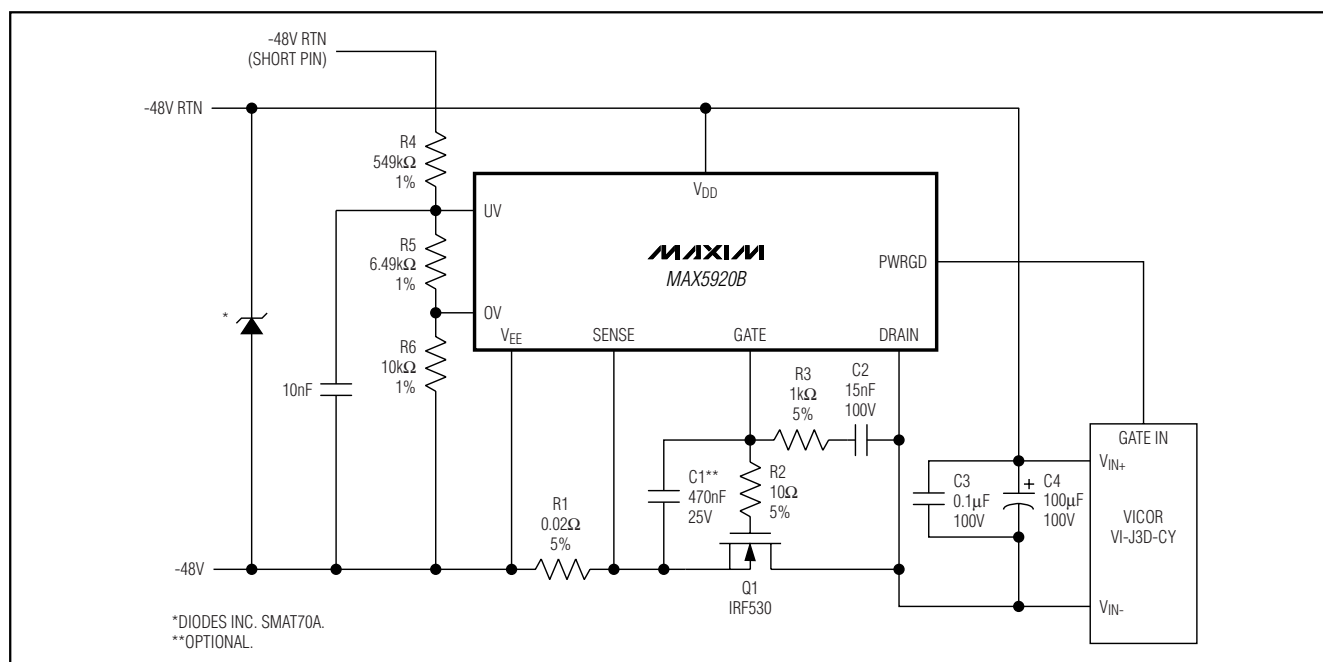 -48V RTN
(SHORT PIN)
-48V RTN
R4
549kΩ
1%
VDD
UV
R5
6.49kΩ
1%
MAXIM
MAX5920B
PWRGD
*
OV
VEE
SENSE
GATE
DRAIN
R6
10kΩ
1%
10nF
R3
1kΩ
5%
C2
15nF
100V
GATE IN
VIN+
C1**
470nF
25V
R2
10Ω
5%
C3
0.1μF
100V
+
C4
100μF
100V
VICOR
VI-J3D-CY
R1
0.02Ω
5%
-48V
Q1
IRF530
VIN-
*DIODES INC. SMAT70A.
**OPTIONAL.